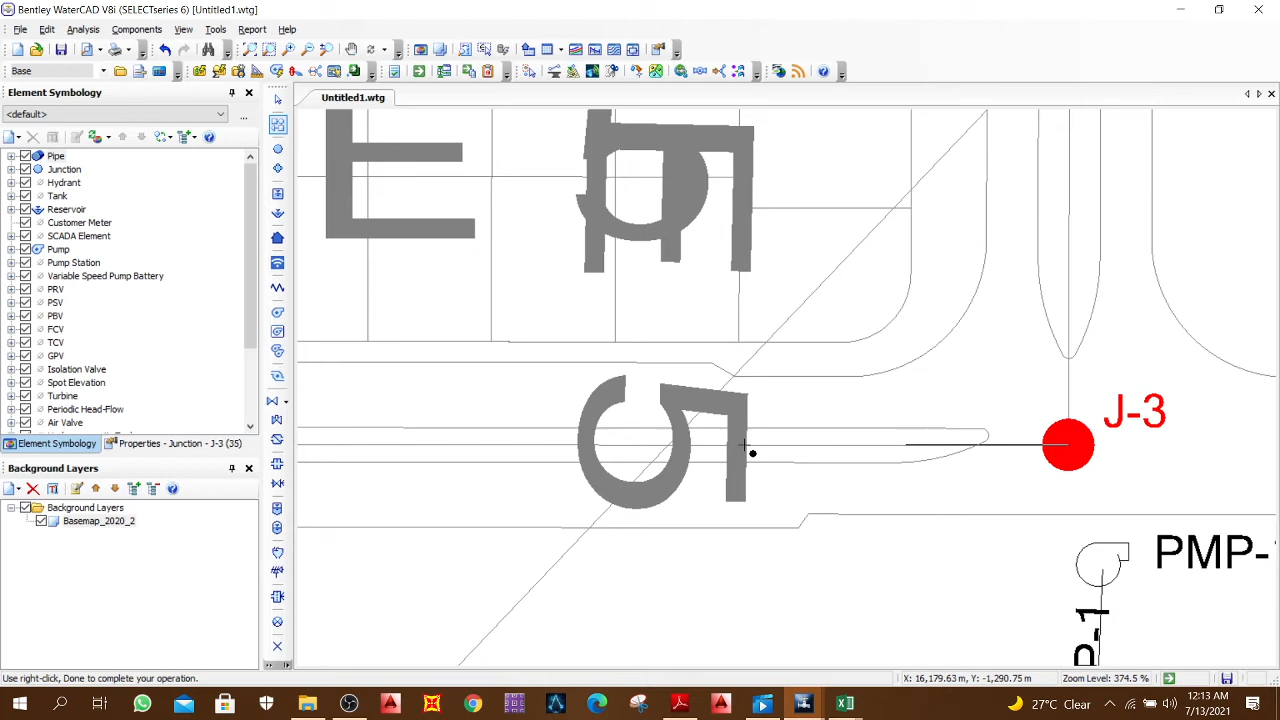 Bentley WaterCAD V8i (SELECTseries 6) [Untitled1.wtg]
File Edit Analysis Components View Tools Report Help
Base
Element Symbology
Untitled1.wtg
<default>
Pipe
Junction
Hydrant
Tank
Reservoir
Customer Meter
SCADA Element
Pump
Pump Station
Variable Speed Pump Battery
PRV
PSV
PBV
FCV
TCV
GPV
Isolation Valve
Spot Elevation
Turbine
Periodic Head-Flow
Air Valve
Element Symbology Properties - Junction - J-3 (35)
Background Layers
Background Layers
Basemap_2020_2
J-3
PMP-
P-1
Use right-click, Done to complete your operation.
X: 16,179.63 m, Y: -1,290.75 m Zoom Level: 374.5 %
27°C Clear
12:13 AM
7/13/2021